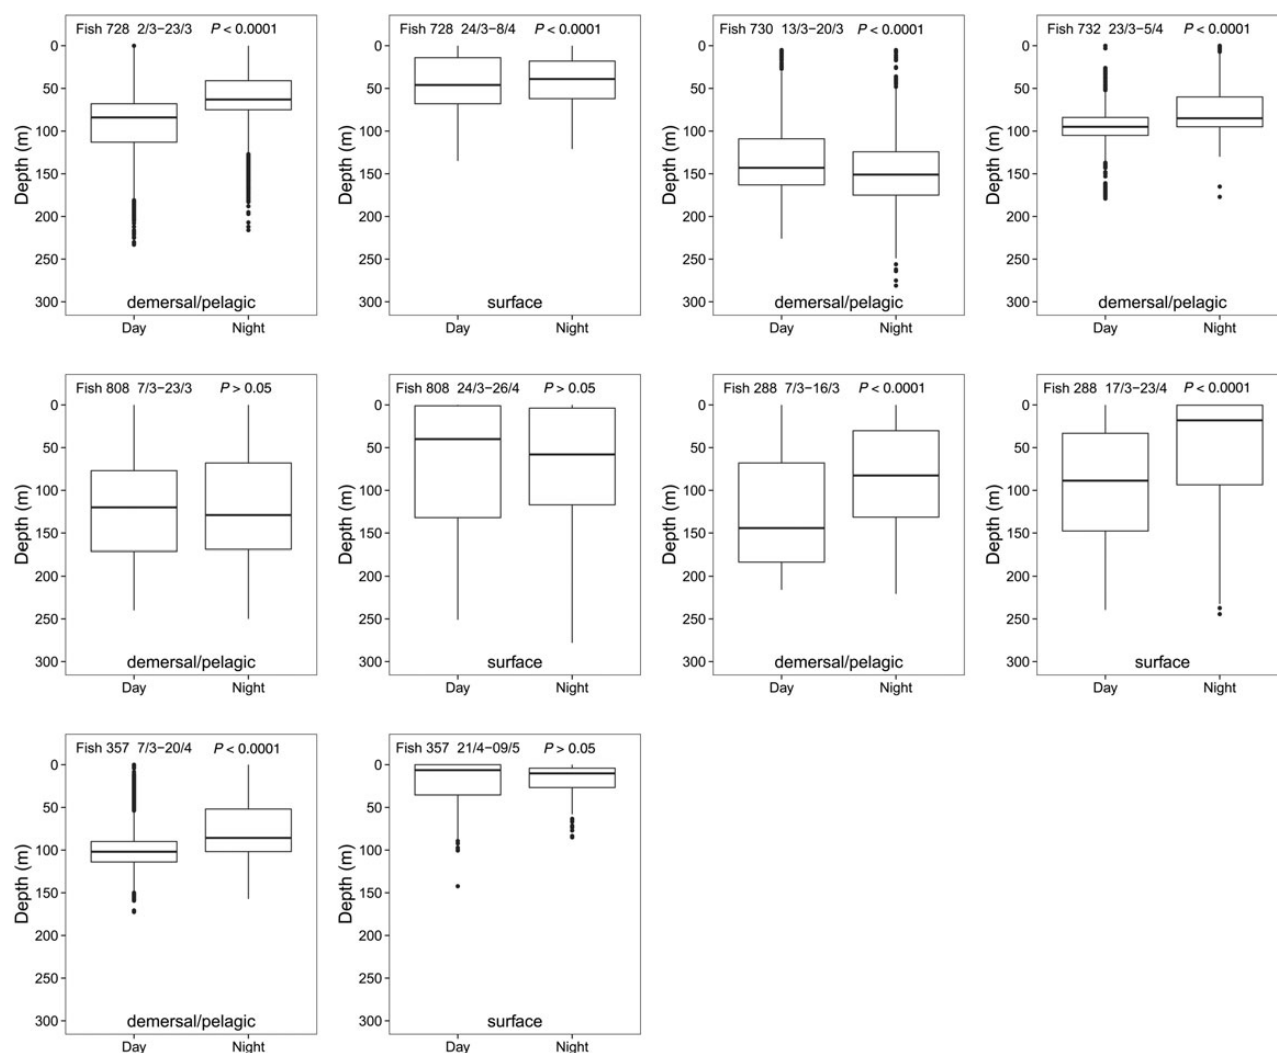 Fish 728 2/3−23/3 P < 0.0001
Fish 728 24/3−8/4 P < 0.0001
Fish 730 13/3−20/3 P < 0.0001
Fish 732 23/3−5/4 P < 0.0001
0
50
100
150
200
250
300
Depth (m)
demersal/pelagic
Day
Night
0
50
100
150
200
250
300
Depth (m)
surface
Day
Night
0
50
100
150
200
250
300
Depth (m)
demersal/pelagic
Day
Night
0
50
100
150
200
250
300
Depth (m)
demersal/pelagic
Day
Night
Fish 808 7/3−23/3 P > 0.05
Fish 808 24/3−26/4 P > 0.05
Fish 288 7/3−16/3 P < 0.0001
Fish 288 17/3−23/4 P < 0.0001
0
50
100
150
200
250
300
Depth (m)
demersal/pelagic
Day
Night
0
50
100
150
200
250
300
Depth (m)
surface
Day
Night
0
50
100
150
200
250
300
Depth (m)
demersal/pelagic
Day
Night
0
50
100
150
200
250
300
Depth (m)
surface
Day
Night
Fish 357 7/3−20/4 P < 0.0001
Fish 357 21/4−09/5 P > 0.05
0
50
100
150
200
250
300
Depth (m)
demersal/pelagic
Day
Night
0
50
100
150
200
250
300
Depth (m)
surface
Day
Night